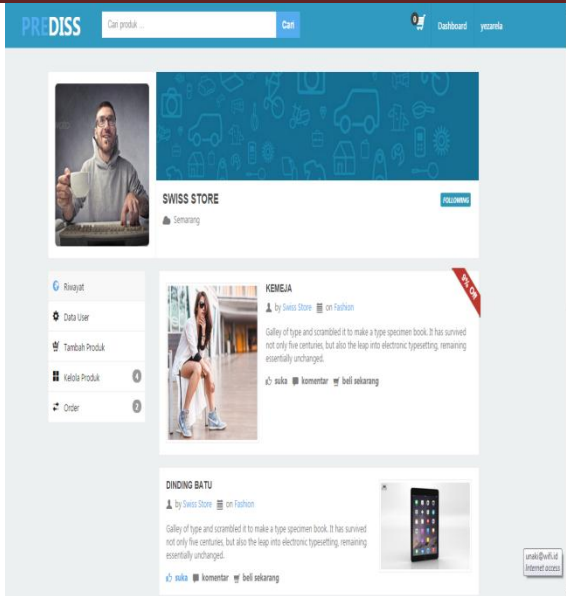 PREDISS
Cari produk ...
Cari
0
Dashboard
yezarela
SWISS STORE
FOLLOWING
Semarang
Riwayat
Data User
Tambah Produk
Kelola Produk 4
Order 2
KEMEJA
by Swiss Store on Fashion
Galley of type and scrambled it to make a type specimen book. It has survived
not only five centuries, but also the leap into electronic typesetting, remaining
essentially unchanged.
suka komentar beli sekarang
Off
DINDING BATU
by Swiss Store on Fashion
Galley of type and scrambled it to make a type specimen book. It has survived
not only five centuries, but also the leap into electronic typesetting, remaining
essentially unchanged.
suka komentar beli sekarang
unaki@wifi.id
Internet access